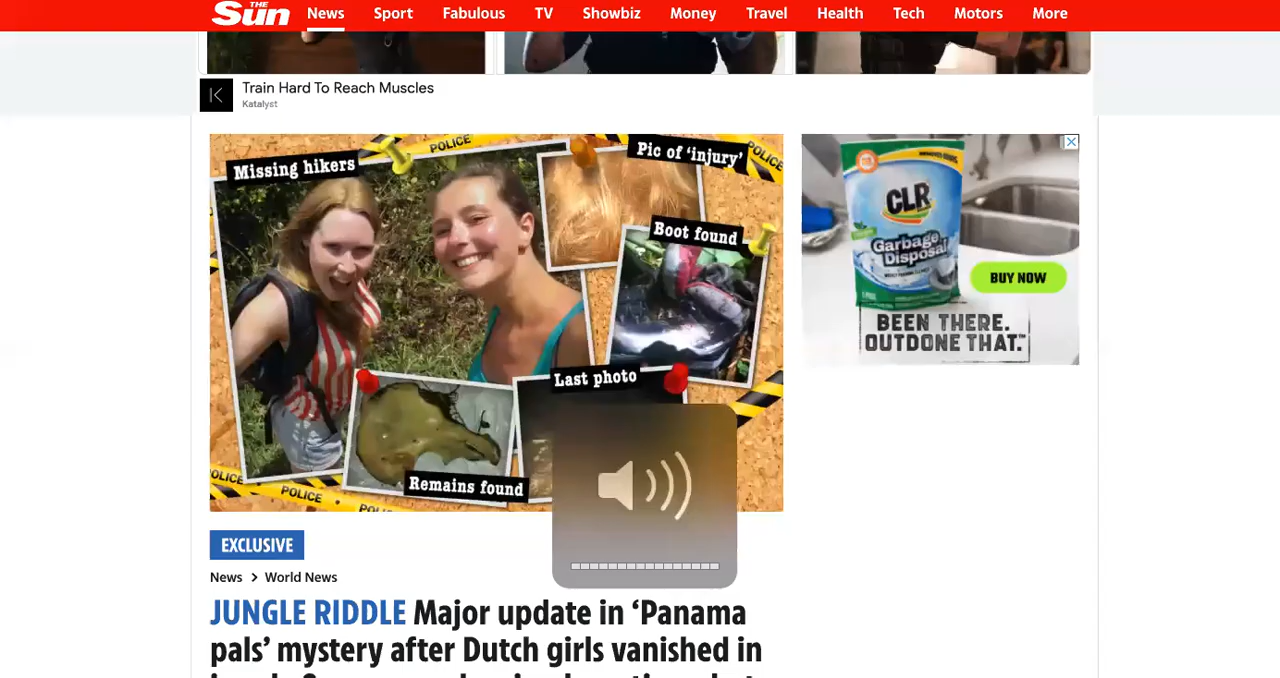 THE
Sun
News Sport Fabulous TV Showbiz Money Travel Health Tech Motors More
Train Hard To Reach Muscles
Katalyst
Missing hikers
POLICE
Pic of 'injury'
POLICE
Boot found
Last photo
Remains found
POLICE
POLICE
CLR
Garbage
Disposal
BUY NOW
BEEN THERE.
OUTDONE THAT.™
EXCLUSIVE
News > World News
JUNGLE RIDDLE Major update in ‘Panama
pals’ mystery after Dutch girls vanished in